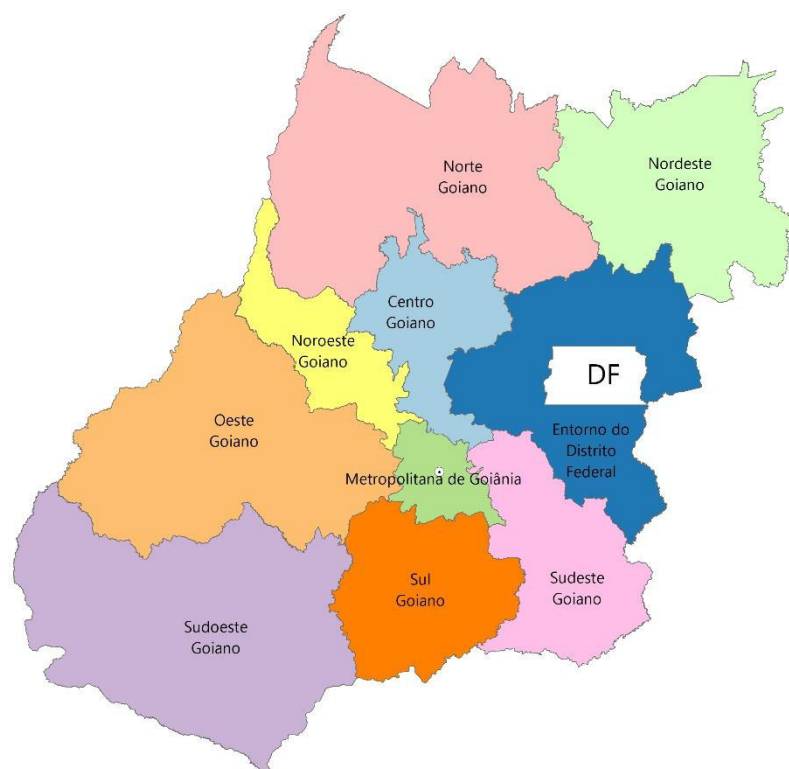 Norte
Goiano
Nordeste
Goiano
Centro
Goiano
Noroeste
Goiano
DF
Oeste
Goiano
Entorno do
Distrito
Federal
Metropolitana de Goiânia
Sul
Goiano
Sudeste
Goiano
Sudoeste
Goiano